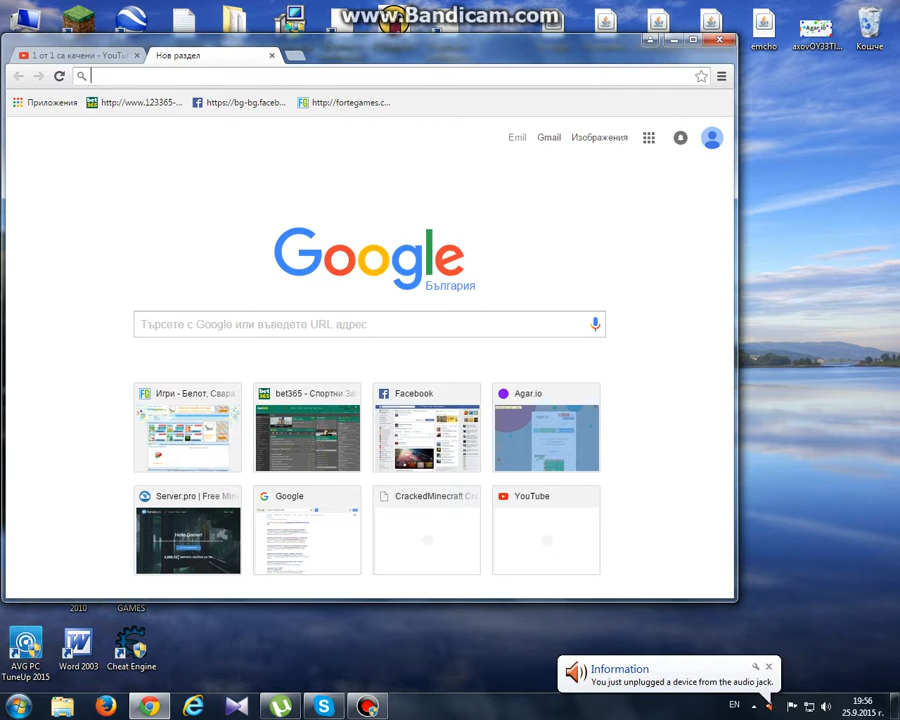 www.Bandicam.com
emcho
axovOY33TI...
Кошче
1 от 1 са качени - YouTu
Нов раздел
Приложения
http://www.123365-...
https://bg-bg.faceb...
http://fortegames.c...
Emil
Gmail
Изображения
Google
България
Търсете с Google или въведете URL адрес
Игри - Белот, Свара
bet365 - Спортни За
Facebook
Agar.io
Server.pro | Free Min
Google
CrackedMinecraft Cr
YouTube
2010
GAMES
AVG PC
TuneUp 2015
Word 2003
Cheat Engine
Information
You just unplugged a device from the audio jack.
EN
19:56
25.9.2015 г.